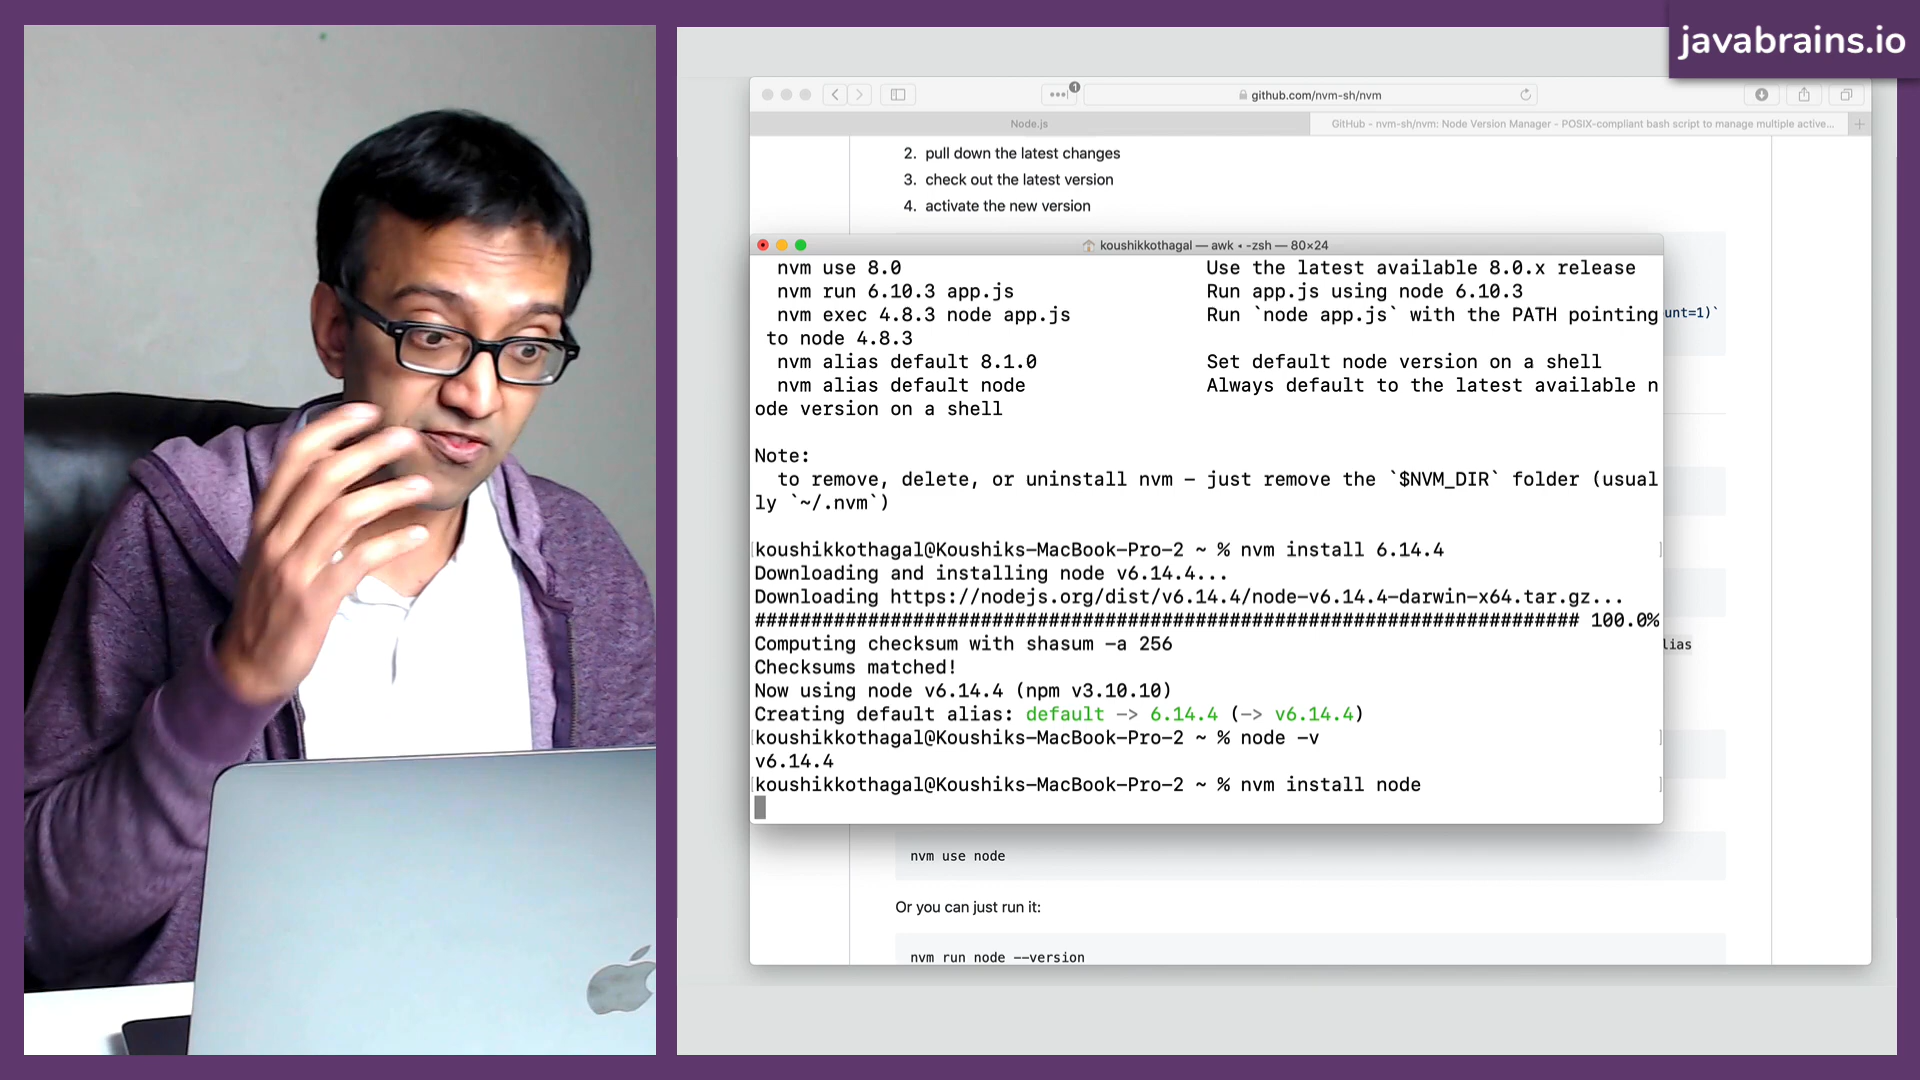 javabrains.io
1
github.com/nvm-sh/nvm
Node.js
GitHub - nvm-sh/nvm: Node Version Manager - POSIX-compliant bash script to manage multiple active...
2. pull down the latest changes
3. check out the latest version
4. activate the new version
koushikkothagal — awk ◂ -zsh — 80×24
nvm use 8.0 Use the latest available 8.0.x release
nvm run 6.10.3 app.js Run app.js using node 6.10.3
nvm exec 4.8.3 node app.js Run `node app.js` with the PATH pointing
to node 4.8.3
nvm alias default 8.1.0 Set default node version on a shell
nvm alias default node Always default to the latest available n
ode version on a shell
Note:
to remove, delete, or uninstall nvm – just remove the `$NVM_DIR` folder (usual
ly `~/.nvm`)
koushikkothagal@Koushiks-MacBook-Pro-2 ~ % nvm install 6.14.4
Downloading and installing node v6.14.4...
Downloading https://nodejs.org/dist/v6.14.4/node-v6.14.4-darwin-x64.tar.gz...
######################################################################### 100.0%
Computing checksum with shasum -a 256
Checksums matched!
Now using node v6.14.4 (npm v3.10.10)
Creating default alias: default -> 6.14.4 (-> v6.14.4)
koushikkothagal@Koushiks-MacBook-Pro-2 ~ % node -v
v6.14.4
koushikkothagal@Koushiks-MacBook-Pro-2 ~ % nvm install node
unt=1)`
lias
nvm use node
Or you can just run it:
nvm run node --version